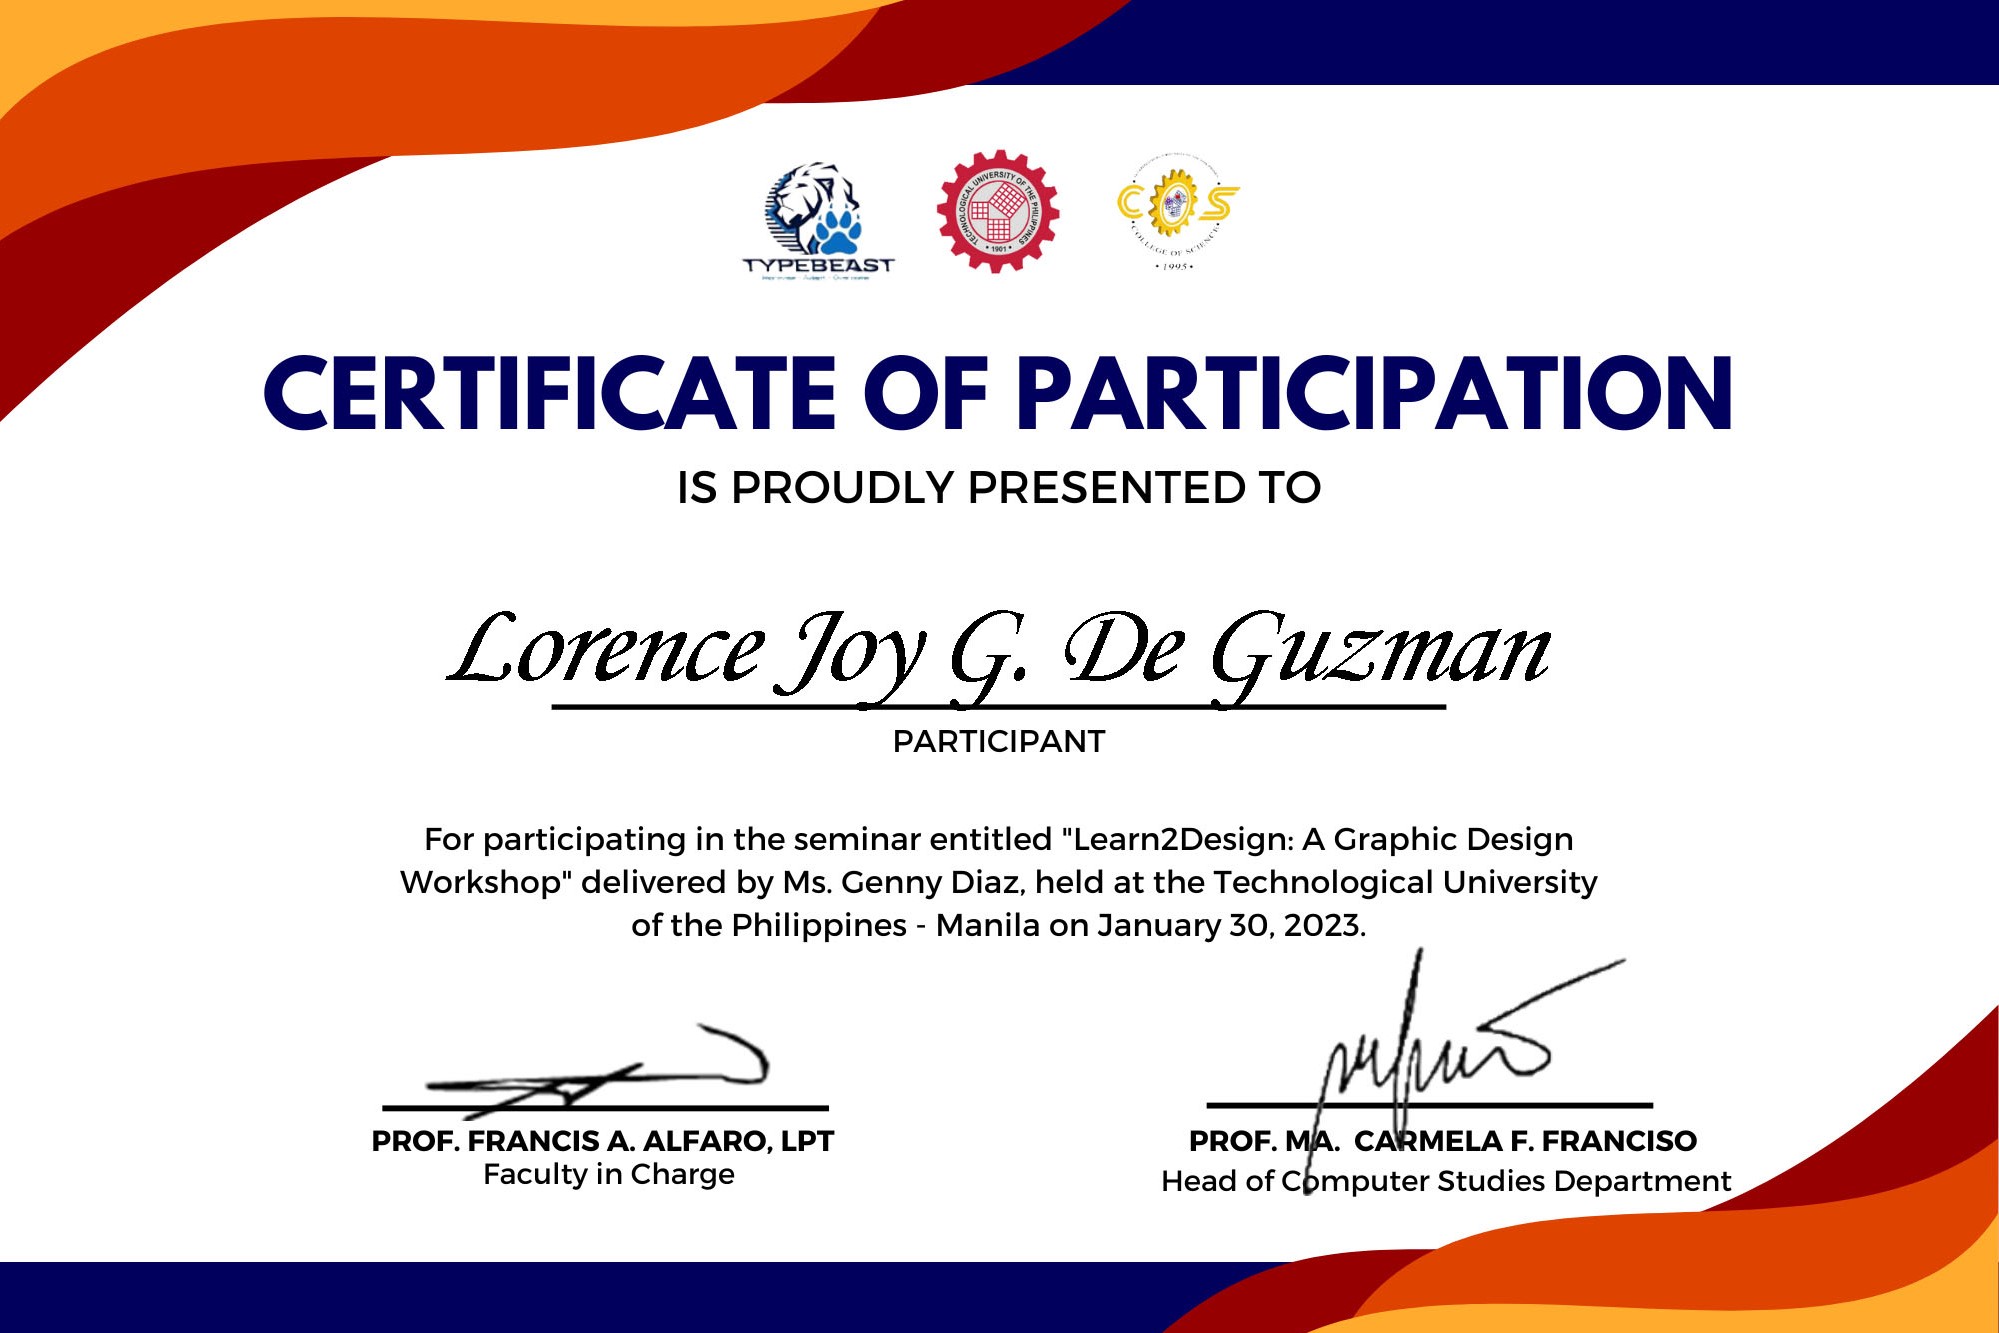 TYPEBEAST
TECHNOLOGICAL UNIVERSITY OF THE PHILIPPINES
• 1901 •
COS
COLLEGE OF SCIENCE
• 1995 •
CERTIFICATE OF PARTICIPATION
IS PROUDLY PRESENTED TO
Lorence Joy G. De Guzman
PARTICIPANT
For participating in the seminar entitled "Learn2Design: A Graphic Design
Workshop" delivered by Ms. Genny Diaz, held at the Technological University
of the Philippines - Manila on January 30, 2023.
PROF. FRANCIS A. ALFARO, LPT
Faculty in Charge
PROF. MA. CARMELA F. FRANCISO
Head of Computer Studies Department